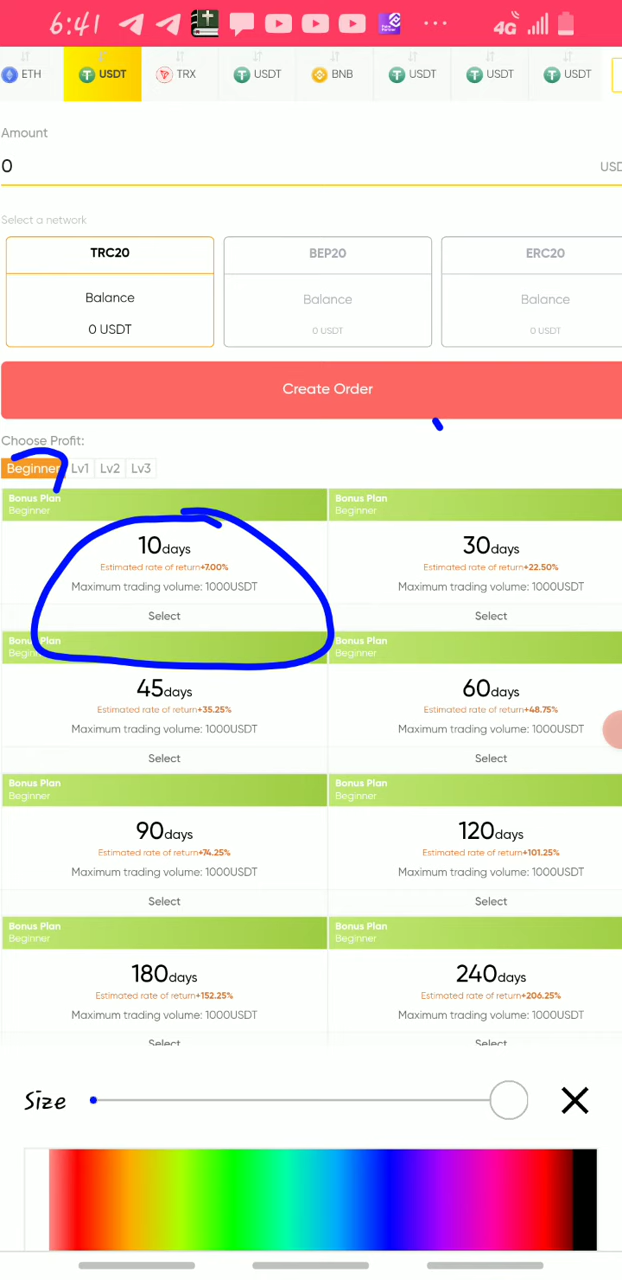 6:41 4G
ETH USDT TRX USDT BNB USDT USDT USDT
Amount
0 USD
Select a network
TRC20 BEP20 ERC20
Balance Balance Balance
0 USDT 0 USDT 0 USDT
Create Order
Choose Profit:
Beginner Lv1 Lv2 Lv3
Bonus Plan Bonus Plan
Beginner Beginner
10days 30days
Estimated rate of return+7.00% Estimated rate of return+22.50%
Maximum trading volume: 1000USDT Maximum trading volume: 1000USDT
Select Select
Bonus Plan Bonus Plan
Beginner Beginner
45days 60days
Estimated rate of return+35.25% Estimated rate of return+48.75%
Maximum trading volume: 1000USDT Maximum trading volume: 1000USDT
Select Select
Bonus Plan Bonus Plan
Beginner Beginner
90days 120days
Estimated rate of return+74.25% Estimated rate of return+101.25%
Maximum trading volume: 1000USDT Maximum trading volume: 1000USDT
Select Select
Bonus Plan Bonus Plan
Beginner Beginner
180days 240days
Estimated rate of return+152.25% Estimated rate of return+206.25%
Maximum trading volume: 1000USDT Maximum trading volume: 1000USDT
Select Select
Size